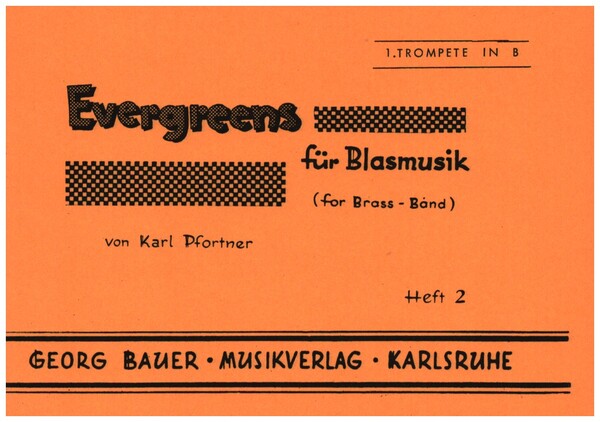 1.TROMPETE IN B
Evergreens
für Blasmusik
(for Brass-Band)
von Karl Pfortner
Heft 2
GEORG BAUER · MUSIKVERLAG · KARLSRUHE